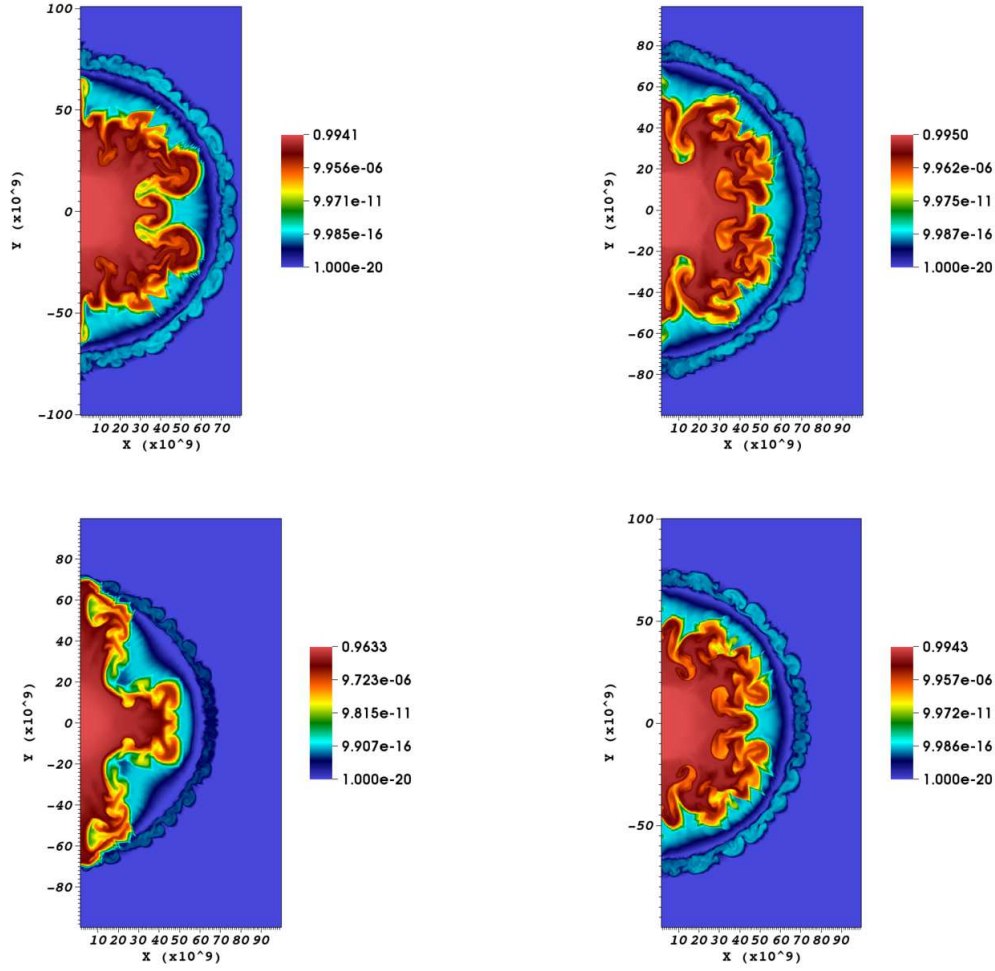 100
50
0
-50
-100
Y (x10^9)
10 20 30 40 50 60 70
X (x10^9)
0.9941
9.956e-06
9.971e-11
9.985e-16
1.000e-20
80
60
40
20
0
-20
-40
-60
-80
Y (x10^9)
10 20 30 40 50 60 70 80 90
X (x10^9)
0.9950
9.962e-06
9.975e-11
9.987e-16
1.000e-20
80
60
40
20
0
-20
-40
-60
-80
Y (x10^9)
10 20 30 40 50 60 70 80 90
X (x10^9)
0.9633
9.723e-06
9.815e-11
9.907e-16
1.000e-20
100
50
0
-50
Y (x10^9)
10 20 30 40 50 60 70 80 90
X (x10^9)
0.9943
9.957e-06
9.972e-11
9.986e-16
1.000e-20